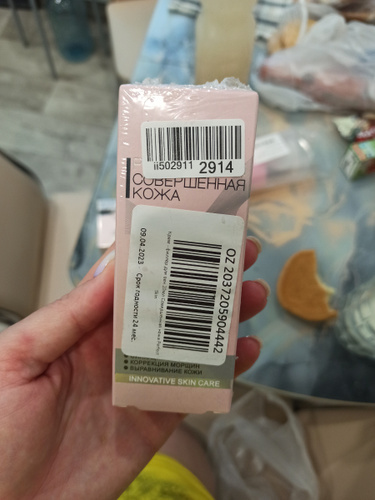 ii502911 2914
СОВЕРШЕННАЯ
КОЖА
OZ 2037205904442
09.04.2023 Срок годности 24 мес.
КОРРЕКЦИЯ МОРЩИН
ВЫРАВНИВАНИЕ КОЖИ
INNOVATIVE SKIN CARE